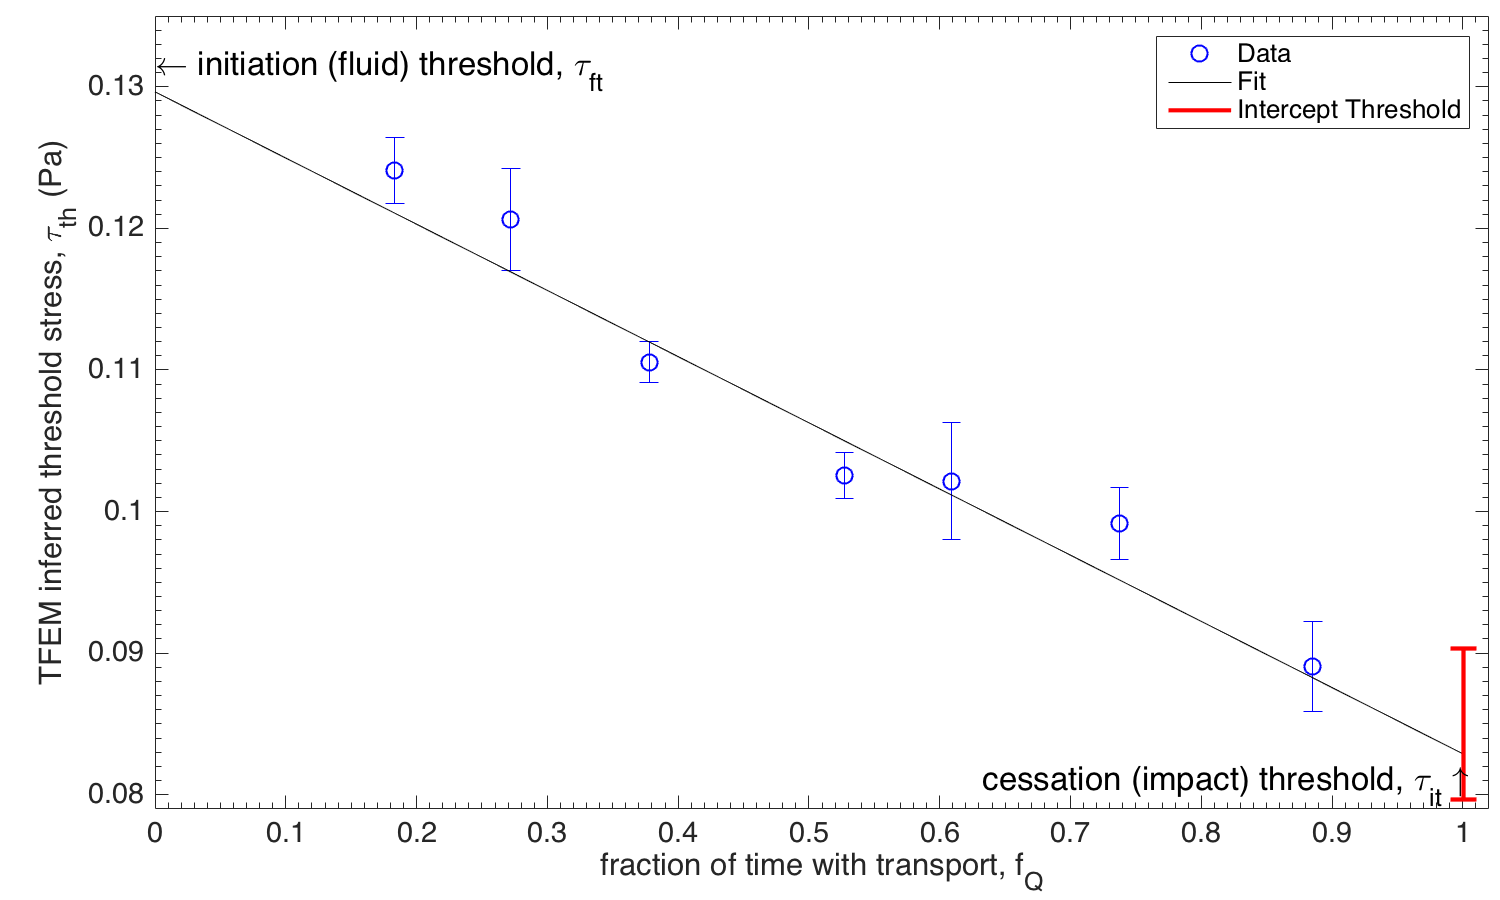 ← initiation (fluid) threshold, τft
Data
Fit
Intercept Threshold
TFEM inferred threshold stress, τth (Pa)
0.13
0.12
0.11
0.1
0.09
0.08
cessation (impact) threshold, τit ↑
0 0.1 0.2 0.3 0.4 0.5 0.6 0.7 0.8 0.9 1
fraction of time with transport, fQ